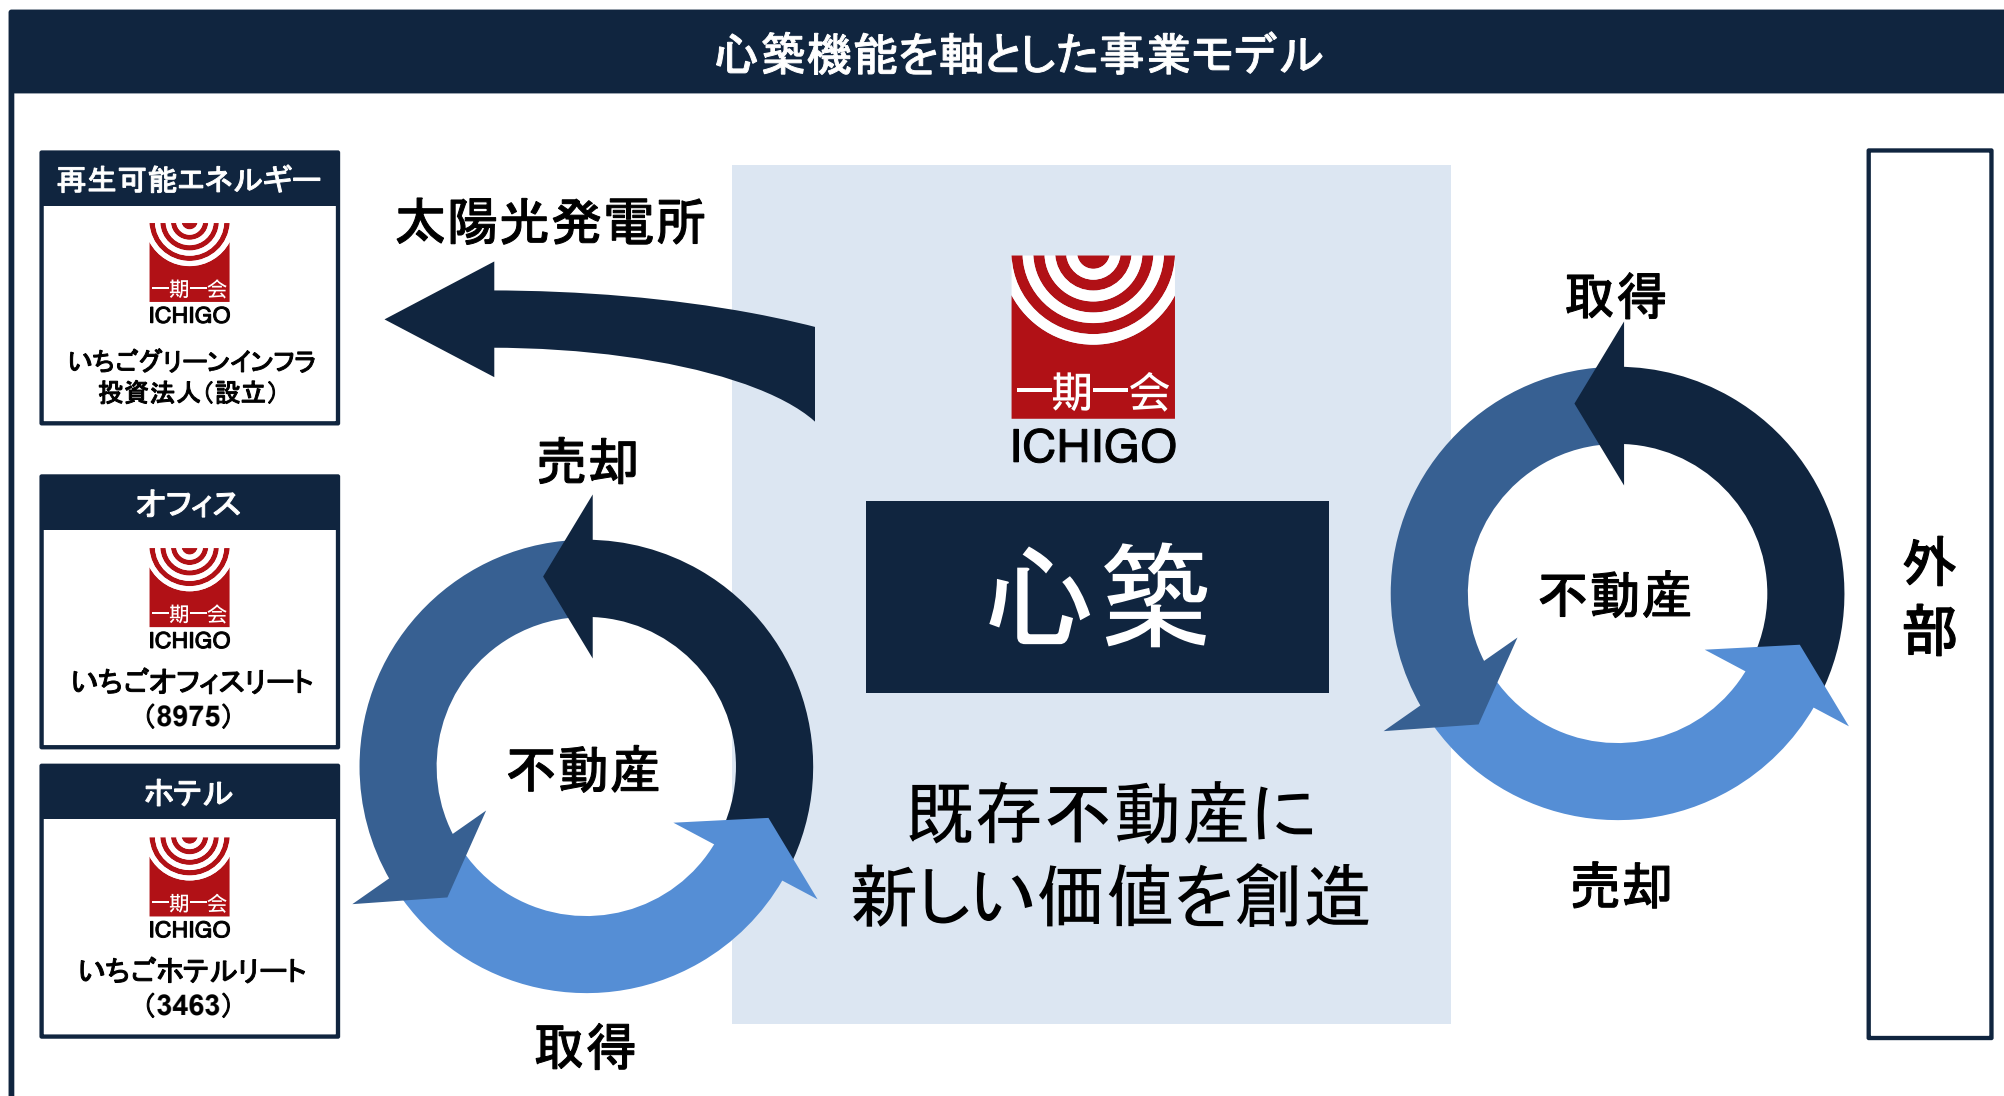 心築機能を軸とした事業モデル
再生可能エネルギー
一期一会
ICHIGO
いちごグリーンインフラ
投資法人（設立）
オフィス
一期一会
ICHIGO
いちごオフィスリート
（8975）
ホテル
一期一会
ICHIGO
いちごホテルリート
（3463）
太陽光発電所
売却
不動産
取得
一期一会
ICHIGO
心築
既存不動産に
新しい価値を創造
取得
不動産
売却
外
部